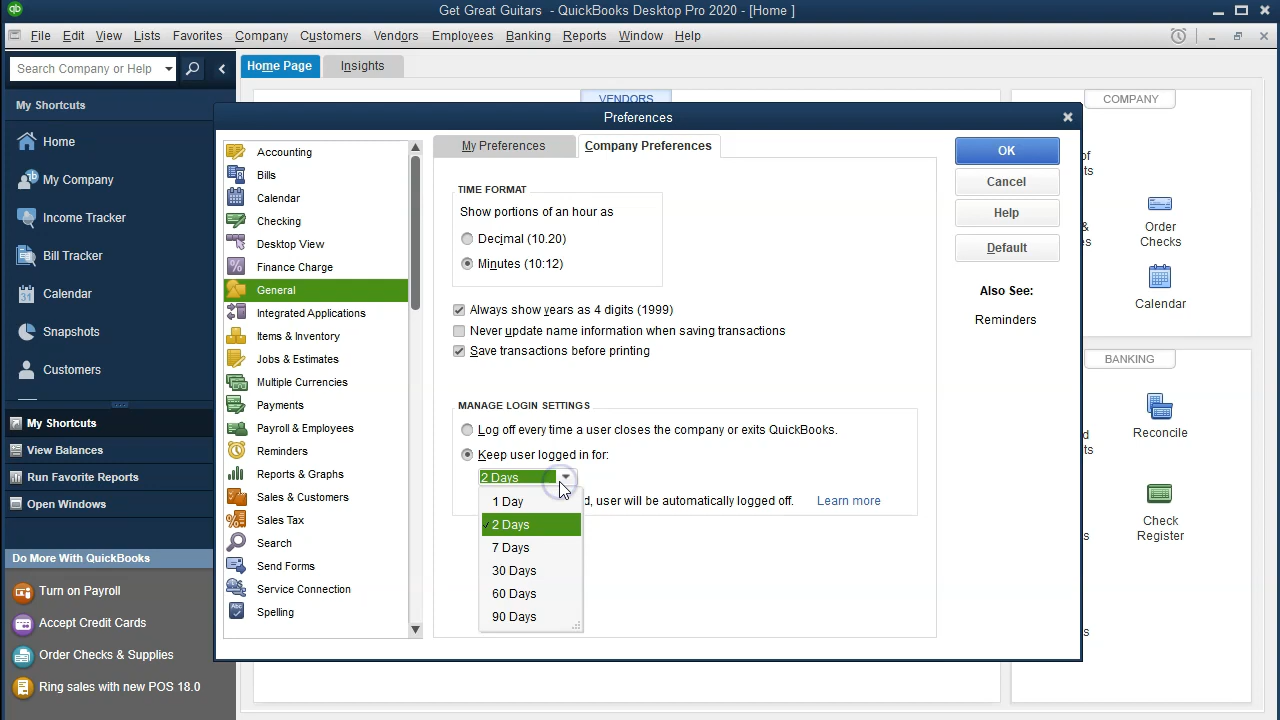 Get Great Guitars - QuickBooks Desktop Pro 2020 - [Home ]
qb
File Edit View Lists Favorites Company Customers Vendors Employees Banking Reports Window Help
Search Company or Help
Home Page Insights
My Shortcuts
Home
My Company
Income Tracker
Bill Tracker
31
Calendar
Snapshots
Customers
My Shortcuts
View Balances
Run Favorite Reports
Open Windows
Do More With QuickBooks
Turn on Payroll
Accept Credit Cards
Order Checks & Supplies
Ring sales with new POS 18.0
VENDORS
COMPANY
Preferences
Accounting
Bills
Calendar
Checking
Desktop View
Finance Charge
General
Integrated Applications
Items & Inventory
Jobs & Estimates
Multiple Currencies
Payments
Payroll & Employees
Reminders
Reports & Graphs
Sales & Customers
Sales Tax
Search
Send Forms
Service Connection
Abc
Spelling
My Preferences Company Preferences
TIME FORMAT
Show portions of an hour as
Decimal (10.20)
Minutes (10:12)
Always show years as 4 digits (1999)
Never update name information when saving transactions
Save transactions before printing
MANAGE LOGIN SETTINGS
Log off every time a user closes the company or exits QuickBooks.
Keep user logged in for:
2 Days
d, user will be automatically logged off. Learn more
1 Day
2 Days
7 Days
30 Days
60 Days
90 Days
OK
Cancel
Help
Default
Also See:
Reminders
of
ts
&
es
Order
Checks
Calendar
BANKING
Reconcile
d
ts
s
Check
Register
s